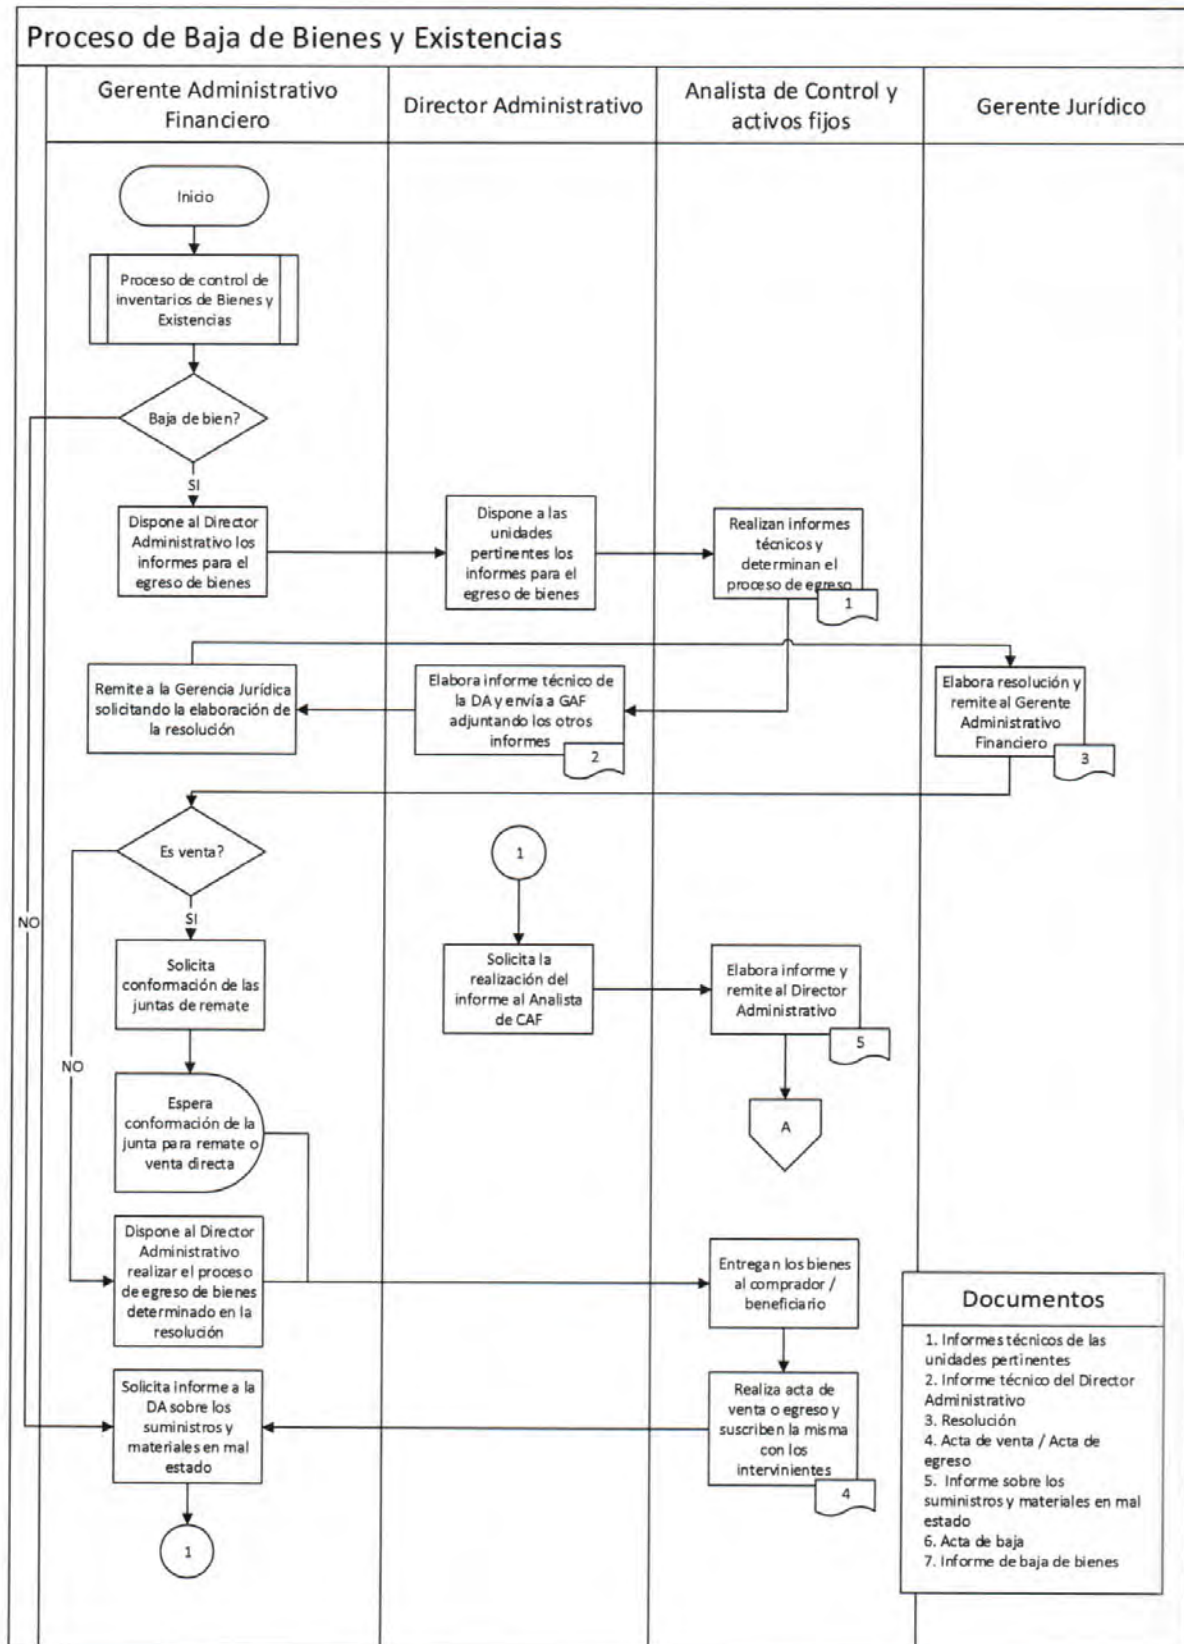 Proceso de Baja de Bienes y Existencias
Gerente Administrativo
Financiero
Director Administrativo
Analista de Control y
activos fijos
Gerente Jurídico
Inicio
Proceso de control de
inventarios de Bienes y
Existencias
Baja de bien?
SI
Dispone al Director
Administrativo los
informes para el
egreso de bienes
Dispone a las
unidades
pertinentes los
informes para el
egreso de bienes
Realizan informes
técnicos y
determinan el
proceso de egreso
1
Remite a la Gerencia Jurídica
solicitando la elaboración de
la resolución
Elabora informe técnico de
la DA y envía a GAF
adjuntando los otros
informes
2
Elabora resolución y
remite al Gerente
Administrativo
Financiero
3
Es venta?
1
NO
SI
Solicita
conformación de las
juntas de remate
Solicita la
realización del
informe al Analista
de CAF
Elabora informe y
remite al Director
Administrativo
5
NO
Espera
conformación de la
junta para remate o
venta directa
A
Dispone al Director
Administrativo
realizar el proceso
de egreso de bienes
determinado en la
resolución
Entregan los bienes
al comprador /
beneficiario
Solicita informe a la
DA sobre los
suministros y
materiales en mal
estado
Realiza acta de
venta o egreso y
suscriben la misma
con los
intervinientes
4
1
Documentos
1. Informes técnicos de las
unidades pertinentes
2. Informe técnico del Director
Administrativo
3. Resolución
4. Acta de venta / Acta de
egreso
5. Informe sobre los
suministros y materiales en mal
estado
6. Acta de baja
7. Informe de baja de bienes